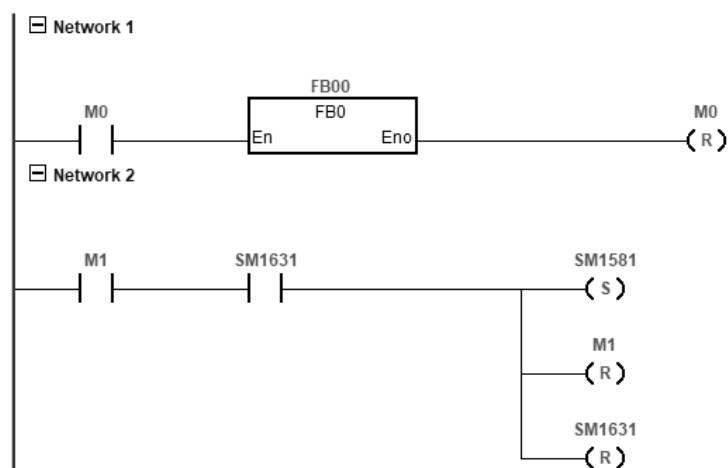 Network 1
FB00
M0 FB0 M0
En Eno R
Network 2
M1 SM1631 SM1581
S
M1
R
SM1631
R